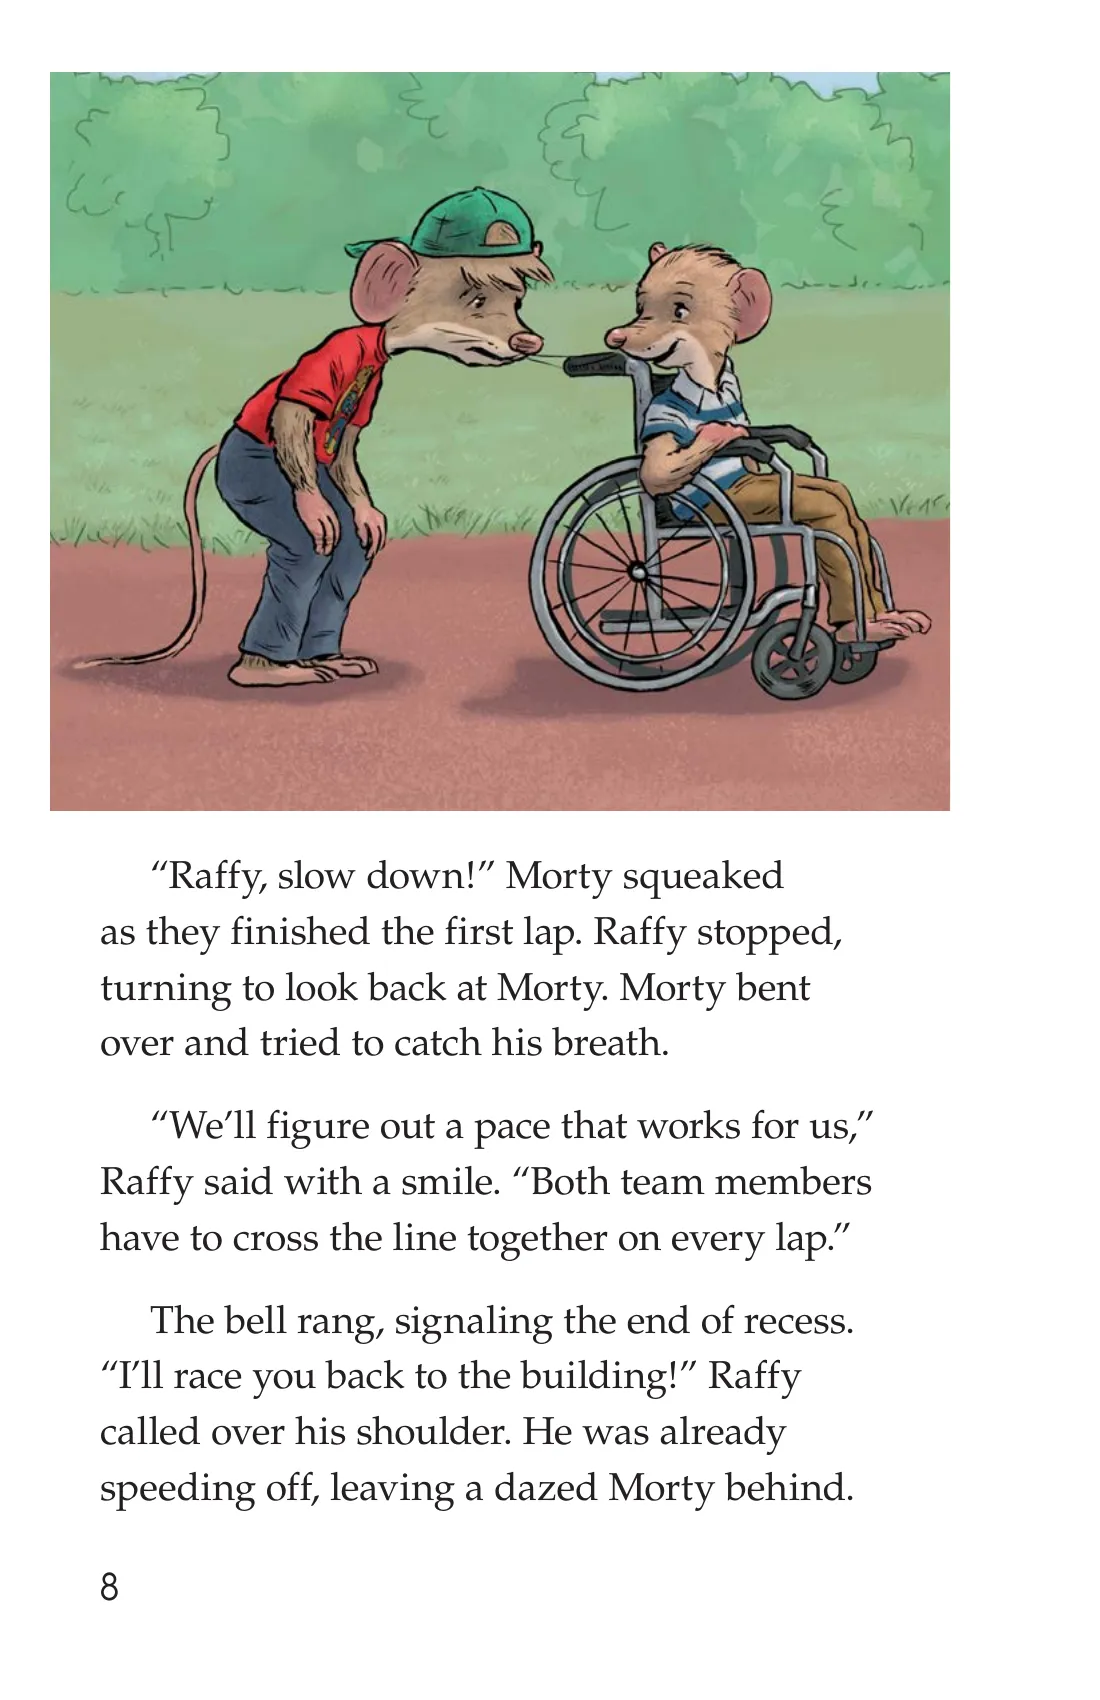 “Raffy, slow down!” Morty squeaked
as they finished the first lap. Raffy stopped,
turning to look back at Morty. Morty bent
over and tried to catch his breath.
“We’ll figure out a pace that works for us,”
Raffy said with a smile. “Both team members
have to cross the line together on every lap.”
The bell rang, signaling the end of recess.
“I’ll race you back to the building!” Raffy
called over his shoulder. He was already
speeding off, leaving a dazed Morty behind.
8